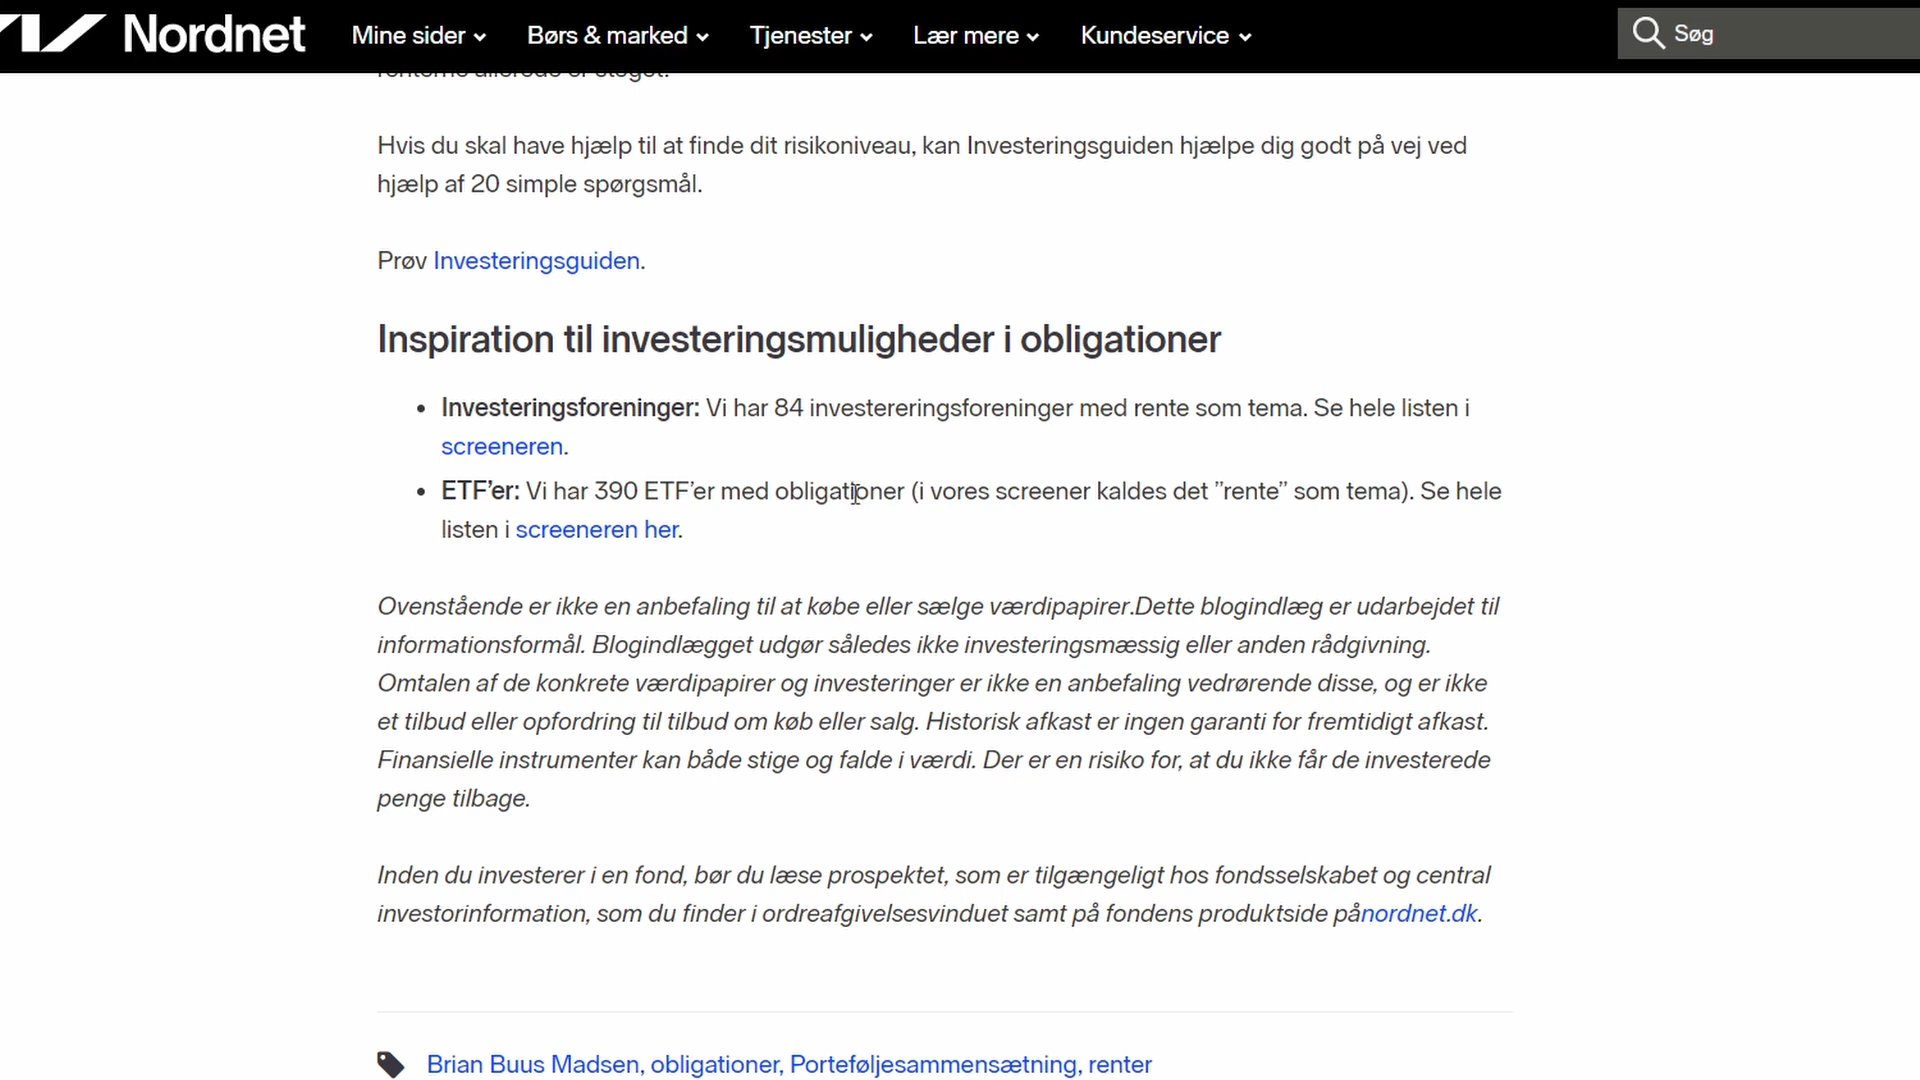 Nordnet Mine sider Børs & marked Tjenester Lær mere Kundeservice Søg
renterne allerede er steget.
Hvis du skal have hjælp til at finde dit risikoniveau, kan Investeringsguiden hjælpe dig godt på vej ved
hjælp af 20 simple spørgsmål.
Prøv Investeringsguiden.
Inspiration til investeringsmuligheder i obligationer
• Investeringsforeninger: Vi har 84 investereringsforeninger med rente som tema. Se hele listen i
screeneren.
• ETF’er: Vi har 390 ETF’er med obligationer (i vores screener kaldes det ”rente” som tema). Se hele
listen i screeneren her.
Ovenstående er ikke en anbefaling til at købe eller sælge værdipapirer.Dette blogindlæg er udarbejdet til
informationsformål. Blogindlægget udgør således ikke investeringsmæssig eller anden rådgivning.
Omtalen af de konkrete værdipapirer og investeringer er ikke en anbefaling vedrørende disse, og er ikke
et tilbud eller opfordring til tilbud om køb eller salg. Historisk afkast er ingen garanti for fremtidigt afkast.
Finansielle instrumenter kan både stige og falde i værdi. Der er en risiko for, at du ikke får de investerede
penge tilbage.
Inden du investerer i en fond, bør du læse prospektet, som er tilgængeligt hos fondsselskabet og central
investorinformation, som du finder i ordreafgivelsesvinduet samt på fondens produktside pånordnet.dk.
Brian Buus Madsen, obligationer, Porteføljesammensætning, renter